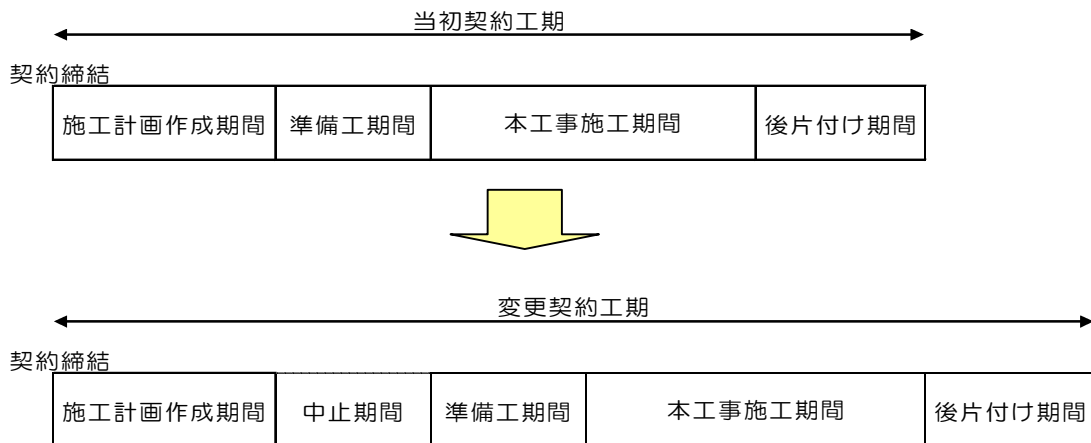 当初契約工期
契約締結
施工計画作成期間 準備工期間 本工事施工期間 後片付け期間
変更契約工期
契約締結
施工計画作成期間 中止期間 準備工期間 本工事施工期間 後片付け期間